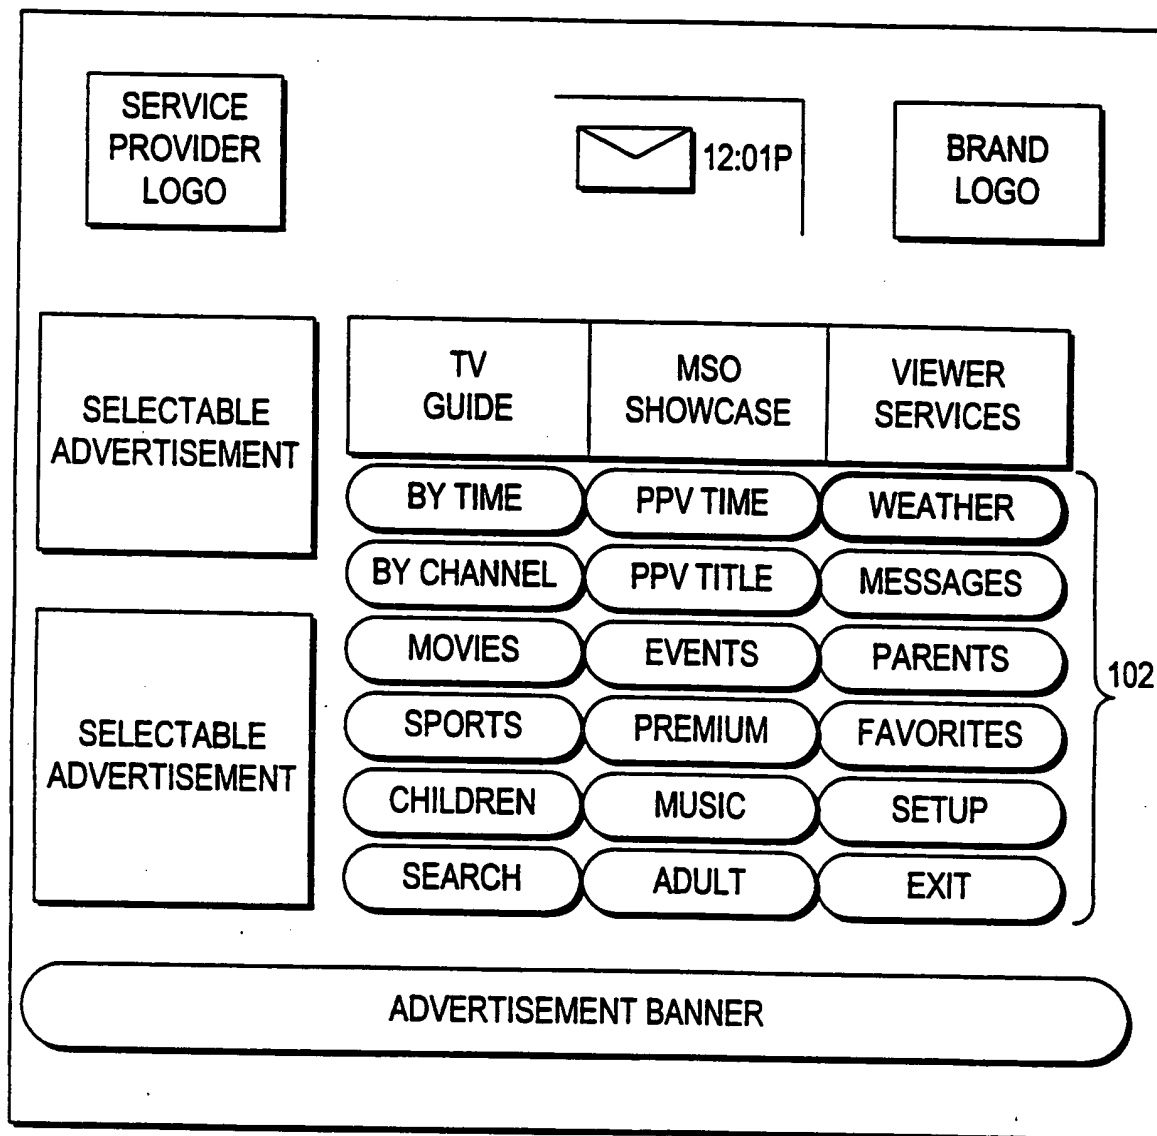 SERVICE
PROVIDER
LOGO
12:01P
BRAND
LOGO
SELECTABLE
ADVERTISEMENT
SELECTABLE
ADVERTISEMENT
TV
GUIDE
MSO
SHOWCASE
VIEWER
SERVICES
BY TIME
PPV TIME
WEATHER
BY CHANNEL
PPV TITLE
MESSAGES
MOVIES
EVENTS
PARENTS
SPORTS
PREMIUM
FAVORITES
CHILDREN
MUSIC
SETUP
SEARCH
ADULT
EXIT
102
ADVERTISEMENT BANNER